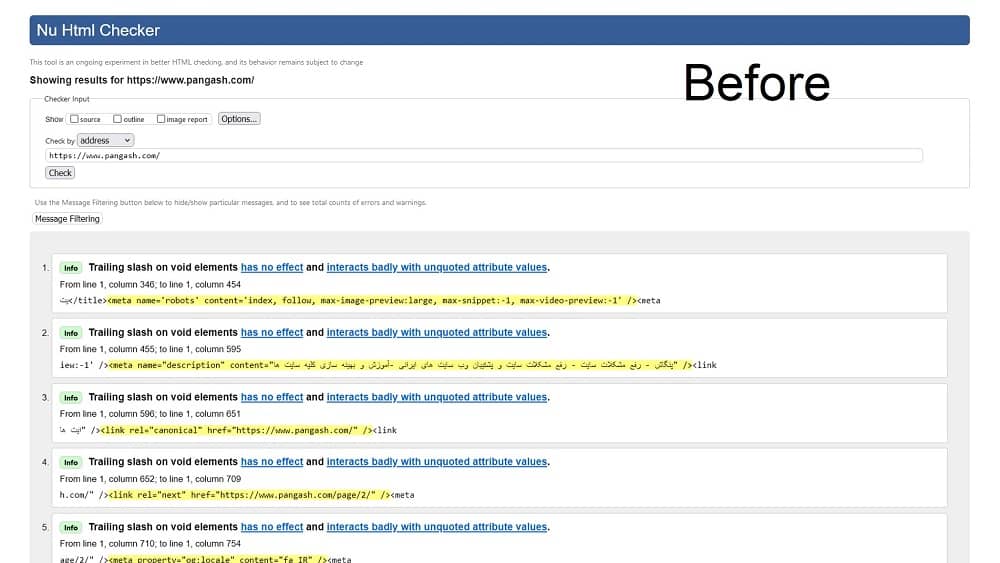 Nu Html Checker
This tool is an ongoing experiment in better HTML checking, and its behavior remains subject to change
Before
Showing results for https://www.pangash.com/
Checker Input
Show source outline image report Options...
Check by address
https://www.pangash.com/
Check
Use the Message Filtering button below to hide/show particular messages, and to see total counts of errors and warnings.
Message Filtering
1. Info Trailing slash on void elements has no effect and interacts badly with unquoted attribute values.
From line 1, column 346; to line 1, column 454
</title><meta name='robots' content='index, follow, max-image-preview:large, max-snippet:-1, max-video-preview:-1' /><meta
2. Info Trailing slash on void elements has no effect and interacts badly with unquoted attribute values.
From line 1, column 455; to line 1, column 595
iew:-1' /><meta name="description" content="پنگاش - رفع مشکلات سایت - رفع مشکلات سایت و پشتیبان وب سایت های ایرانی -آموزش و بهینه سازی کلیه سایت ها" /><link
3. Info Trailing slash on void elements has no effect and interacts badly with unquoted attribute values.
From line 1, column 596; to line 1, column 651
ایت ها" /><link rel="canonical" href="https://www.pangash.com/" /><link
4. Info Trailing slash on void elements has no effect and interacts badly with unquoted attribute values.
From line 1, column 652; to line 1, column 709
h.com/" /><link rel="next" href="https://www.pangash.com/page/2/" /><meta
5. Info Trailing slash on void elements has no effect and interacts badly with unquoted attribute values.
From line 1, column 710; to line 1, column 754
age/2/" /><meta property="og:locale" content="fa_IR" /><meta